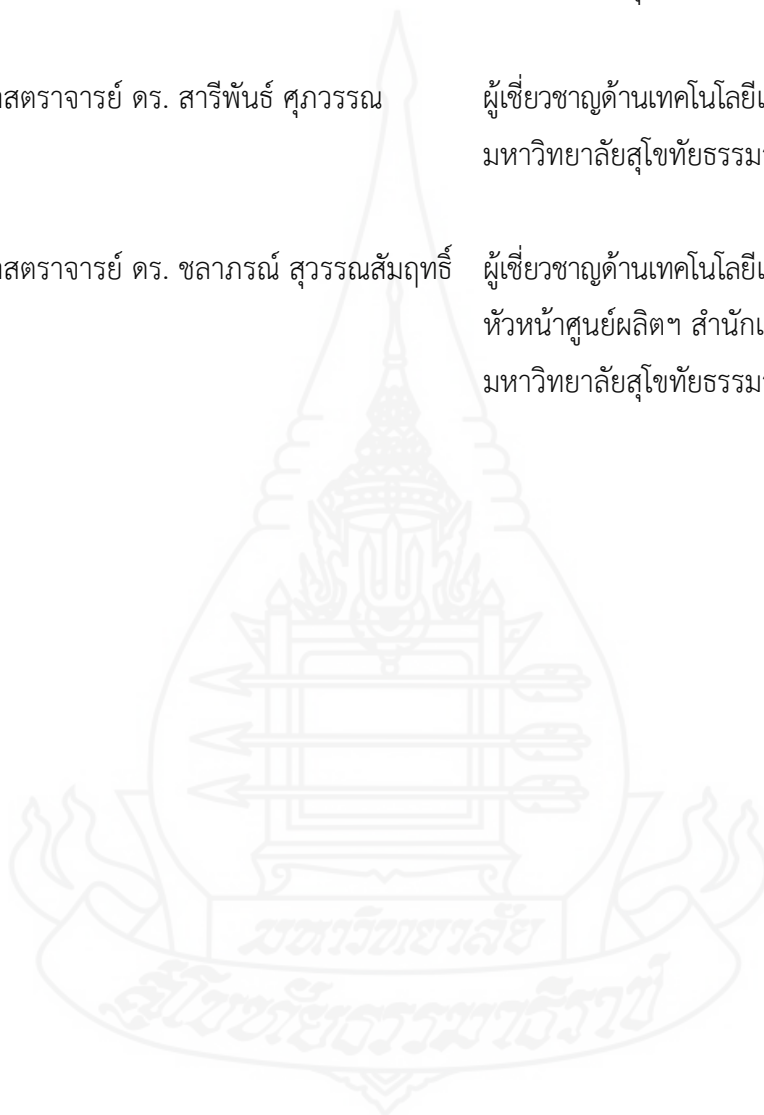 สตราจารย์ ดร. สารีพันธ์ ศุภวรรณ ผู้เชี่ยวชาญด้านเทคโนโลยีแ
มหาวิทยาลัยสุโขทัยธรรมา
สตราจารย์ ดร. ชลาภรณ์ สุวรรณสัมฤทธิ์ ผู้เชี่ยวชาญด้านเทคโนโลยีแ
หัวหน้าศูนย์ผลิตฯ สำนักเ
มหาวิทยาลัยสุโขทัยธรรมา
มหาวิทยาลัย
สุโขทัยธรรมาธิราช